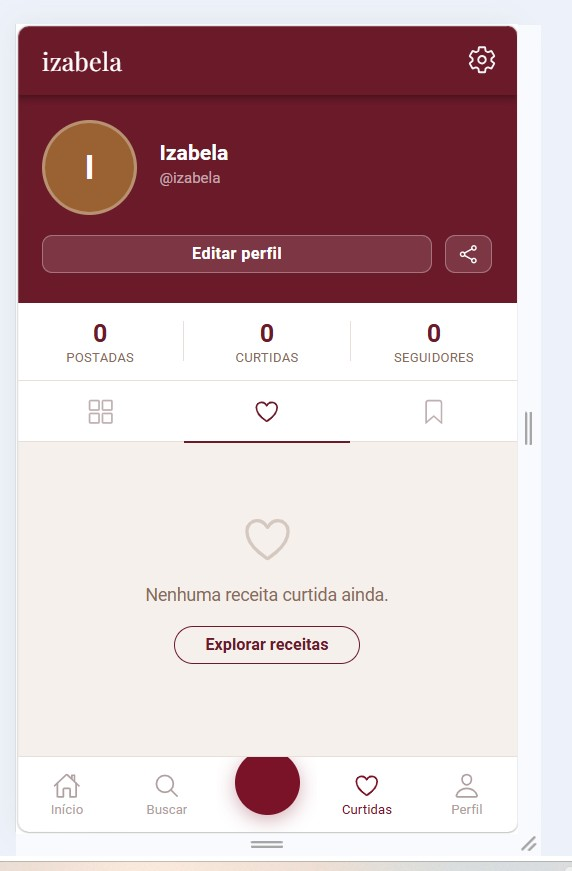 izabela
I
Izabela
@izabela
Editar perfil
0
POSTADAS
0
CURTIDAS
0
SEGUIDORES
Nenhuma receita curtida ainda.
Explorar receitas
Início
Buscar
Curtidas
Perfil